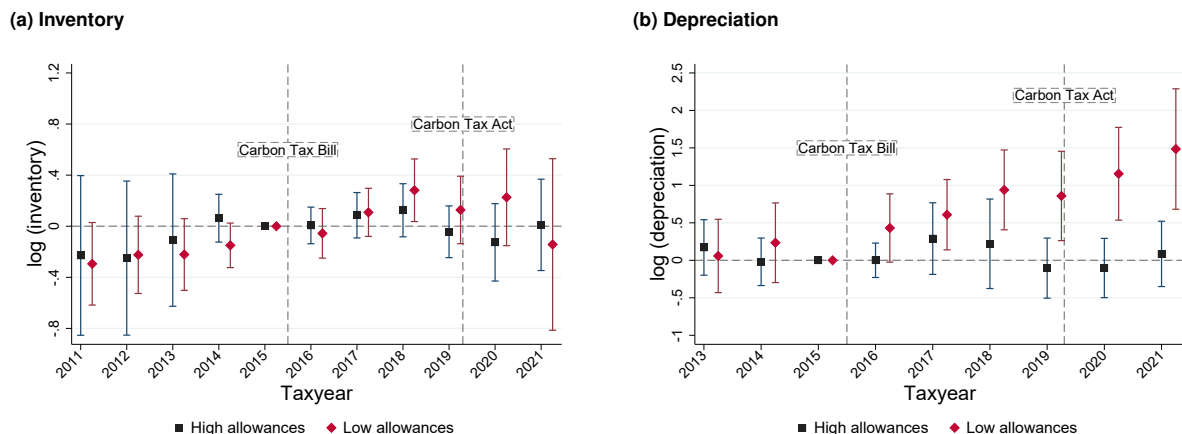 (a) Inventory
log (inventory)
1.2
.8
.4
0
-.4
-.8
Carbon Tax Bill
Carbon Tax Act
2011
2012
2013
2014
2015
2016
2017
2018
2019
2020
2021
Taxyear
High allowances
Low allowances
(b) Depreciation
log (depreciation)
2.5
2
1.5
1
.5
0
-.5
-1
Carbon Tax Act
Carbon Tax Bill
2013
2014
2015
2016
2017
2018
2019
2020
2021
Taxyear
High allowances
Low allowances